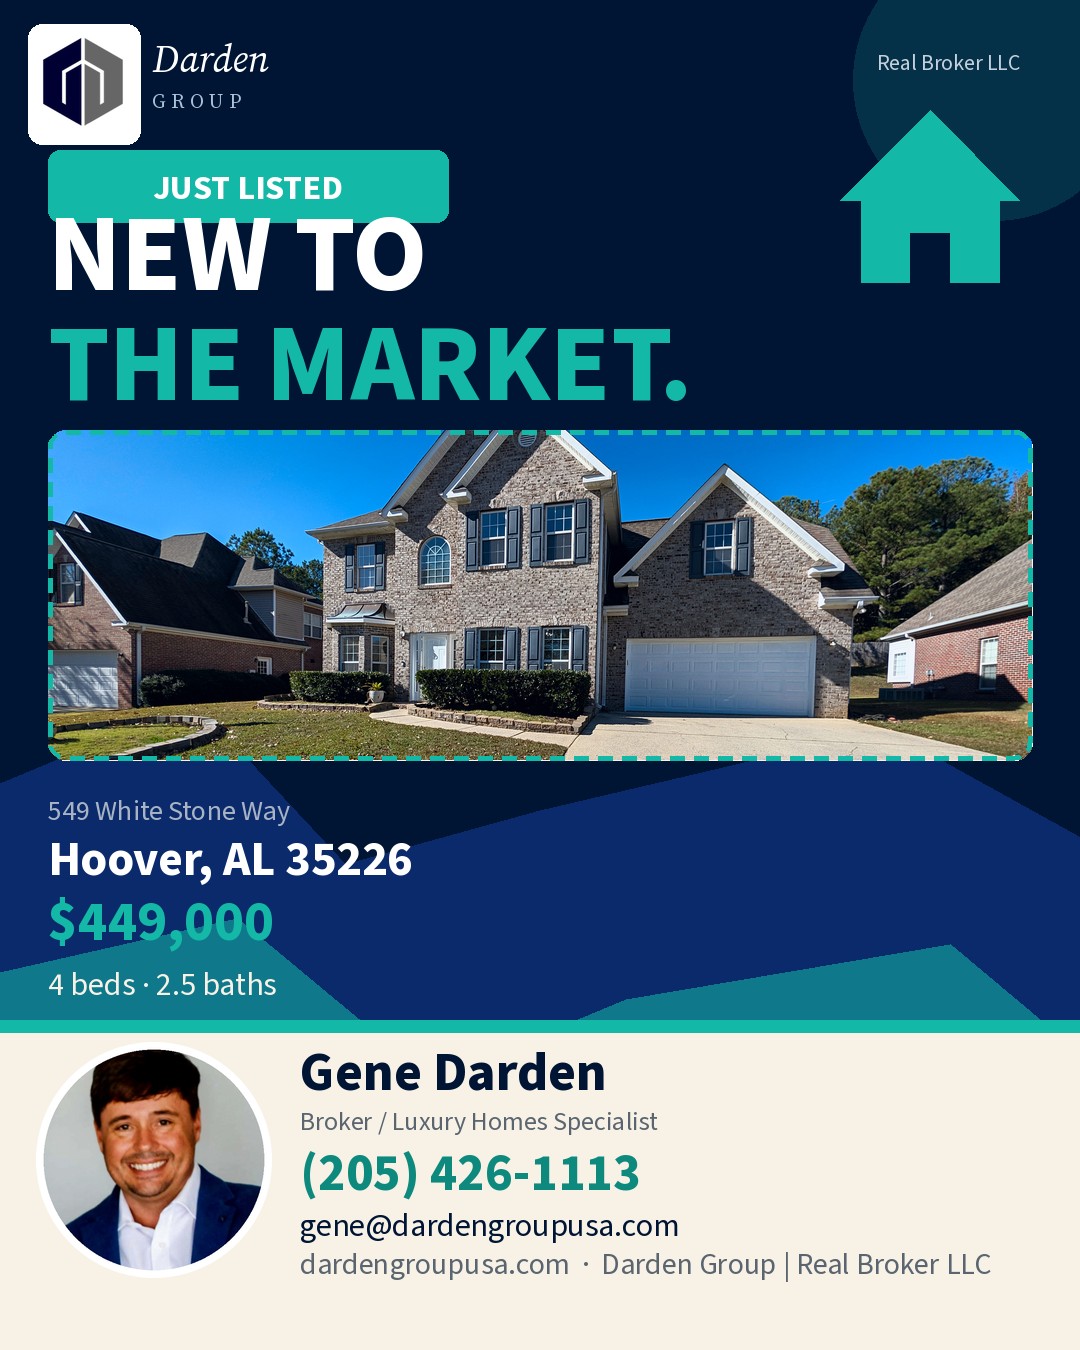 Darden
GROUP
Real Broker LLC
JUST LISTED
NEW TO
THE MARKET.
549 White Stone Way
Hoover, AL 35226
$449,000
4 beds · 2.5 baths
Gene Darden
Broker / Luxury Homes Specialist
(205) 426-1113
gene@dardengroupusa.com
dardengroupusa.com · Darden Group | Real Broker LLC